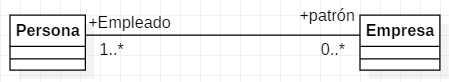 +Empleado +patrón
Persona Empresa
1..* 0..*